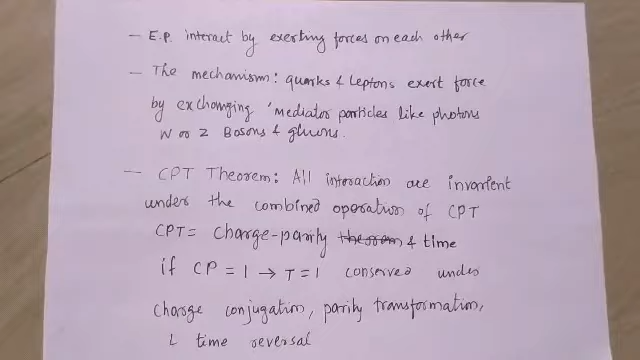 - E.p. interact by exerting forces on each other
- The mechanism: quarks & Leptons exert force
by exchanging 'mediator particles like photons
W or Z Bosons & gluons.
- CPT Theorem: All interaction are invarient
under the combined operation of CPT
CPT = Charge-parity theorem & time
if CP = 1 → T = 1 conserved under
charge conjugation, parity transformation,
& time reversal